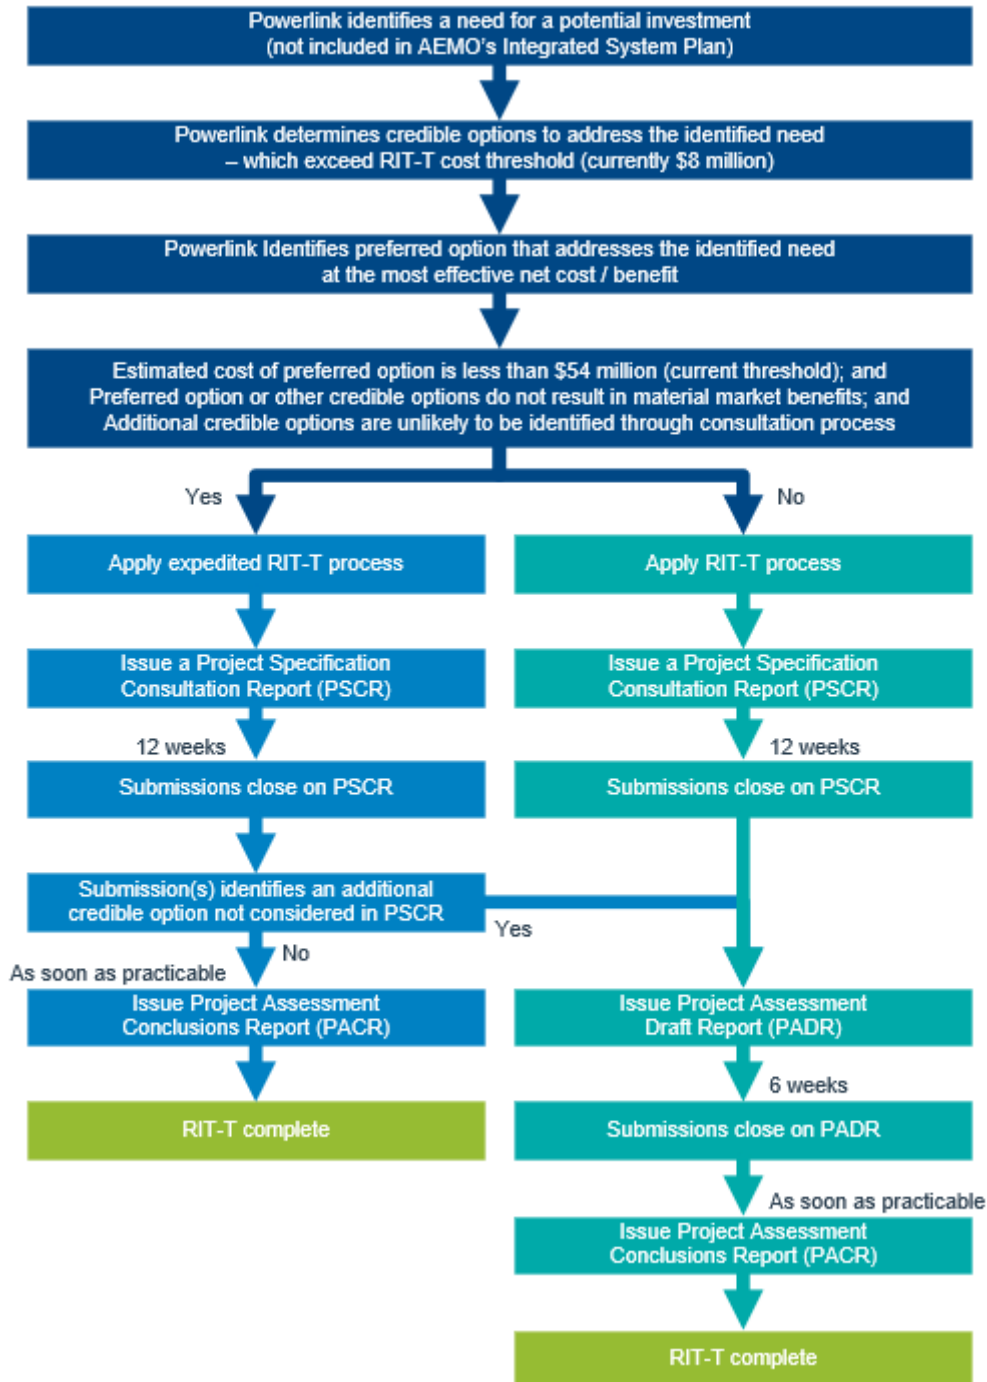 Powerlink identifies a need for a potential investment
(not included in AEMO's Integrated System Plan)
Powerlink determines credible options to address the identified need
– which exceed RIT-T cost threshold (currently $8 million)
Powerlink Identifies preferred option that addresses the identified need
at the most effective net cost / benefit
Estimated cost of preferred option is less than $54 million (current threshold); and
Preferred option or other credible options do not result in material market benefits; and
Additional credible options are unlikely to be identified through consultation process
Yes
No
Apply expedited RIT-T process
Apply RIT-T process
Issue a Project Specification
Consultation Report (PSCR)
Issue a Project Specification
Consultation Report (PSCR)
12 weeks
12 weeks
Submissions close on PSCR
Submissions close on PSCR
Submission(s) identifies an additional
credible option not considered in PSCR
Yes
No
As soon as practicable
Issue Project Assessment
Conclusions Report (PACR)
Issue Project Assessment
Draft Report (PADR)
6 weeks
RIT-T complete
Submissions close on PADR
As soon as practicable
Issue Project Assessment
Conclusions Report (PACR)
RIT-T complete